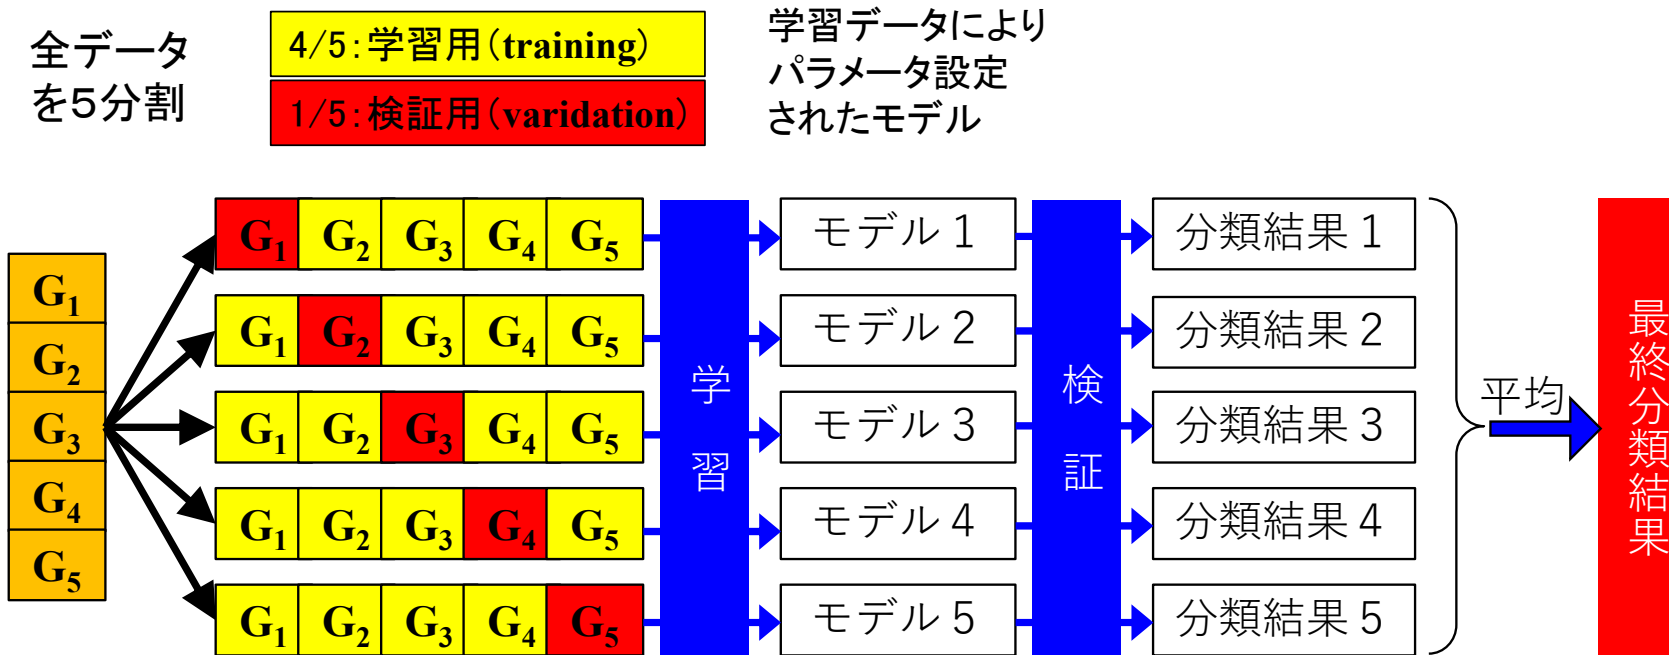 全データ
を5分割
4/5:学習用(training)
1/5:検証用(varidation)
学習データにより
パラメータ設定
されたモデル
G1
G2
G3
G4
G5
G1 G2 G3 G4 G5
G1 G2 G3 G4 G5
G1 G2 G3 G4 G5
G1 G2 G3 G4 G5
G1 G2 G3 G4 G5
学習
モデル1
モデル2
モデル3
モデル4
モデル5
検証
分類結果1
分類結果2
分類結果3
分類結果4
分類結果5
平均
最終分類結果